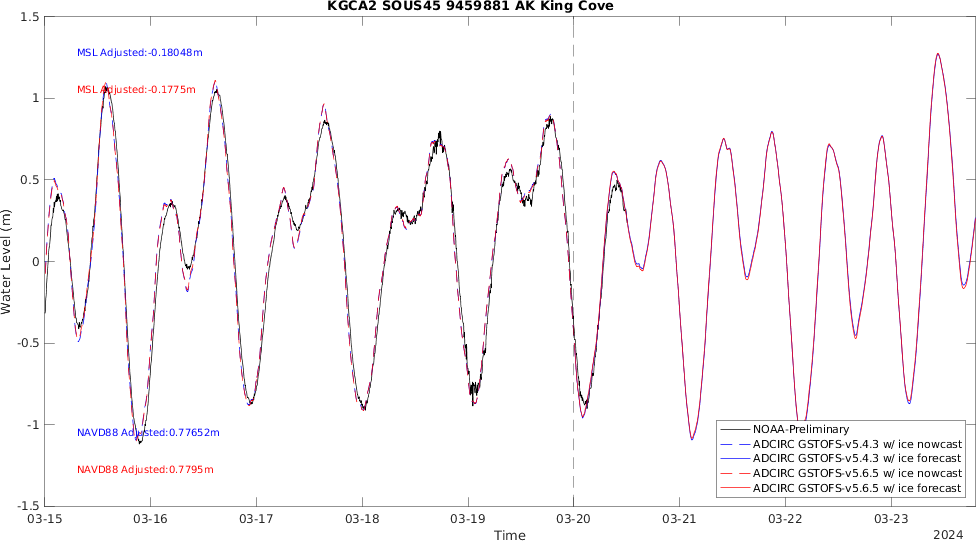 KGCA2 SOUS45 9459881 AK King Cove
1.5
1
0.5
0
-0.5
-1
-1.5
Water Level (m)
MSL Adjusted:-0.18048m
MSL Adjusted:-0.1775m
NAVD88 Adjusted:0.77652m
NAVD88 Adjusted:0.7795m
NOAA-Preliminary
ADCIRC GSTOFS-v5.4.3 w/ ice nowcast
ADCIRC GSTOFS-v5.4.3 w/ ice forecast
ADCIRC GSTOFS-v5.6.5 w/ ice nowcast
ADCIRC GSTOFS-v5.6.5 w/ ice forecast
03-15 03-16 03-17 03-18 03-19 03-20 03-21 03-22 03-23
Time
2024